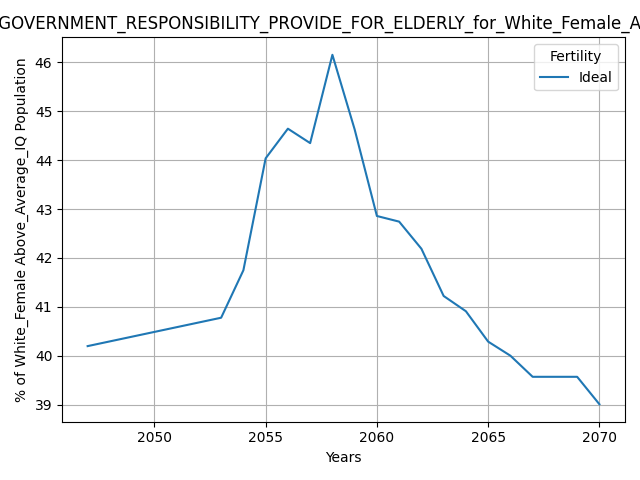 GOVERNMENT_RESPONSIBILITY_PROVIDE_FOR_ELDERLY_for_White_Female_A
Fertility
Ideal
% of White_Female Above_Average_IQ Population
46
45
44
43
42
41
40
39
2050 2055 2060 2065 2070
Years